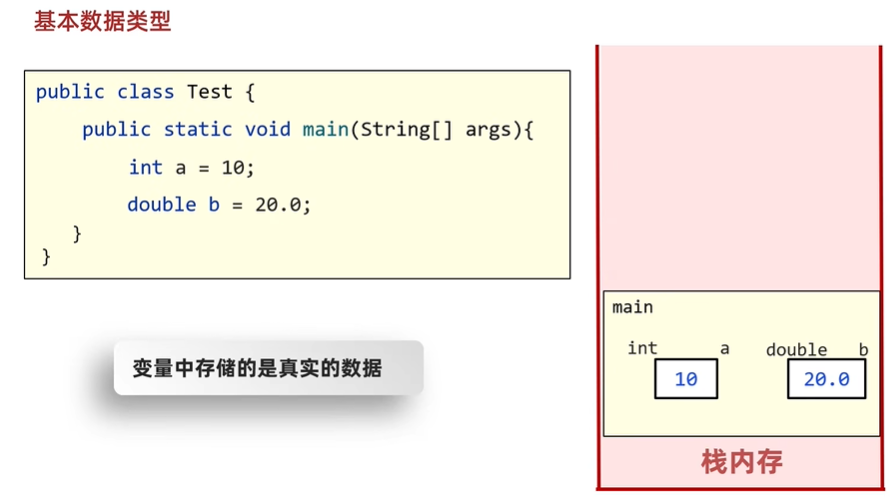 基本数据类型
public class Test {
public static void main(String[] args){
int a = 10;
double b = 20.0;
}
}
变量中存储的是真实的数据
main
int a double b
10 20.0
栈内存